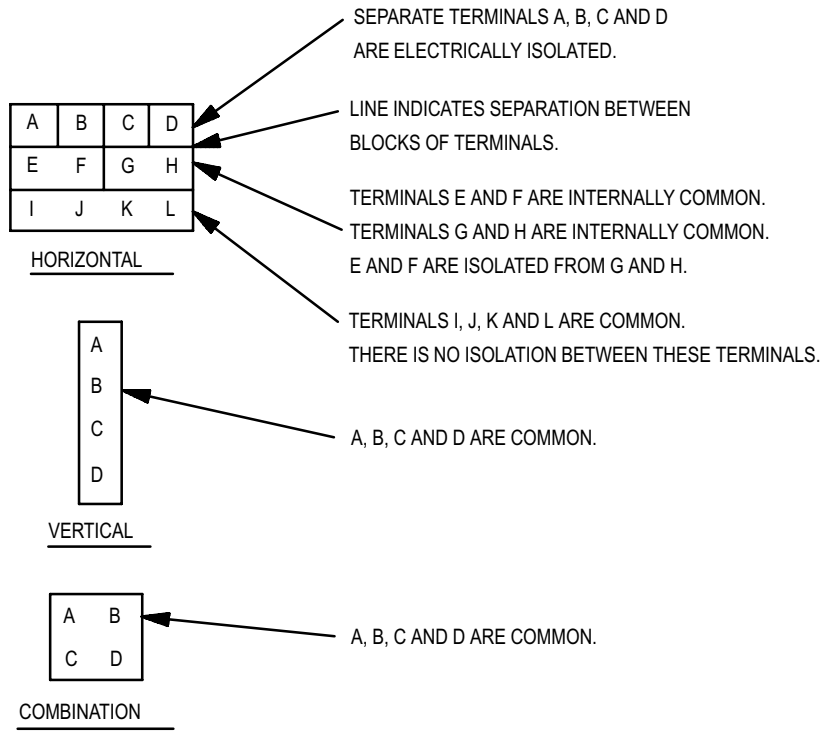 SEPARATE TERMINALS A, B, C AND D
ARE ELECTRICALLY ISOLATED.
A B C D
LINE INDICATES SEPARATION BETWEEN
BLOCKS OF TERMINALS.
E F G H
TERMINALS E AND F ARE INTERNALLY COMMON.
TERMINALS G AND H ARE INTERNALLY COMMON.
E AND F ARE ISOLATED FROM G AND H.
I J K L
HORIZONTAL
TERMINALS I, J, K AND L ARE COMMON.
THERE IS NO ISOLATION BETWEEN THESE TERMINALS.
A
B
C
D
A, B, C AND D ARE COMMON.
VERTICAL
A B
C D
A, B, C AND D ARE COMMON.
COMBINATION